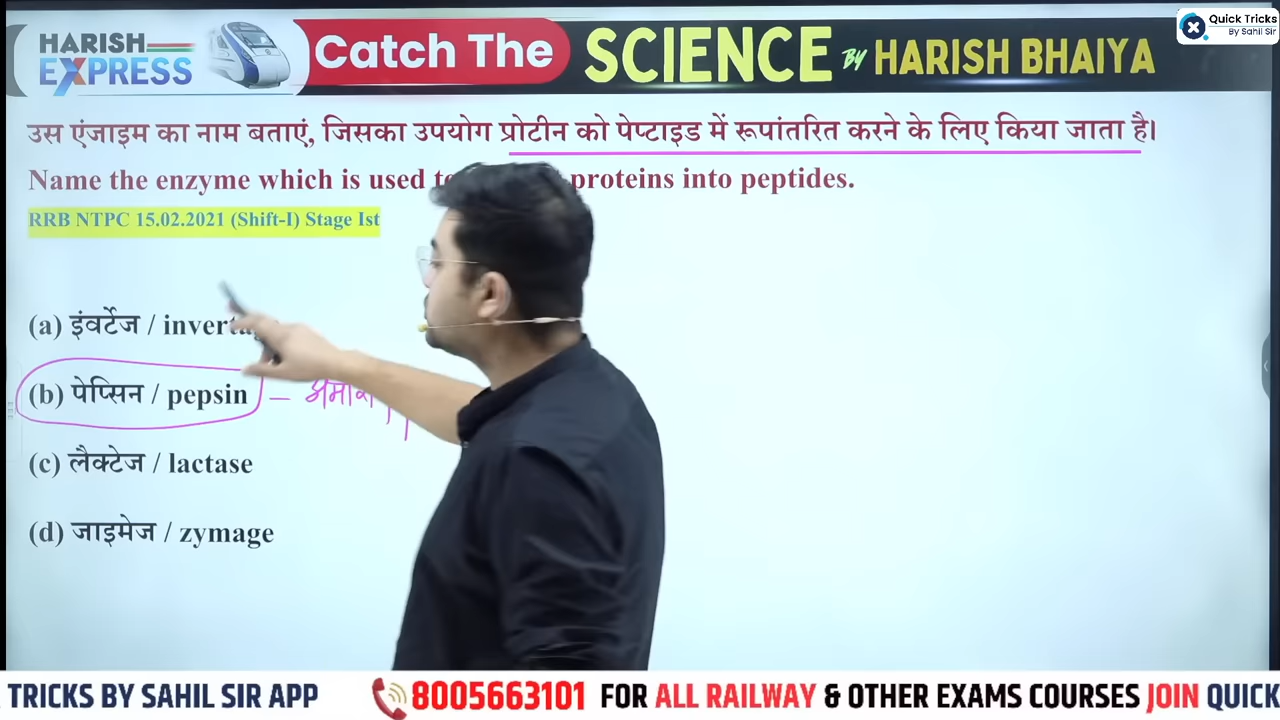 HARISH
EXPRESS
Catch The
SCIENCE BY HARISH BHAIYA
Quick Tricks
By Sahil Sir
उस एंजाइम का नाम बताएं, जिसका उपयोग प्रोटीन को पेप्टाइड में रूपांतरित करने के लिए किया जाता है।
Name the enzyme which is used proteins into peptides.
RRB NTPC 15.02.2021 (Shift-I) Stage Ist
(a) इंवर्टेज /
(b) पेप्सिन / pepsin –
(c) लैक्टेज / lactase
(d) जाइमेज / zymage
TRICKS BY SAHIL SIR APP 8005663101 FOR ALL RAILWAY & OTHER EXAMS COURSES JOIN QUICK